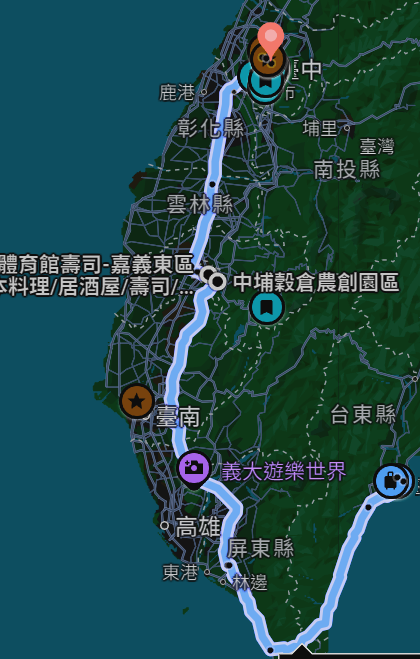 臺中
市
鹿港
彰化縣
埔里
臺灣
南投縣
雲林縣
體育館壽司-嘉義東區
本料理/居酒屋/壽司/...
中埔穀倉農創園區
臺南
台東縣
義大遊樂世界
高雄
屏東縣
東港
林邊